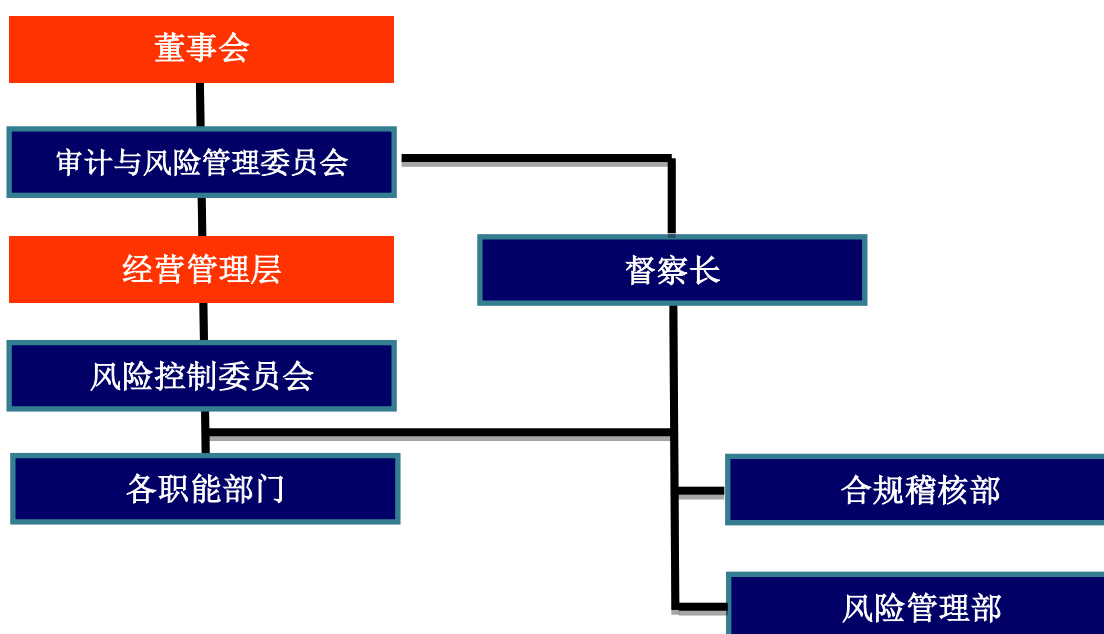 董事会
审计与风险管理委员会
经营管理层
督察长
风险控制委员会
各职能部门
合规稽核部
风险管理部